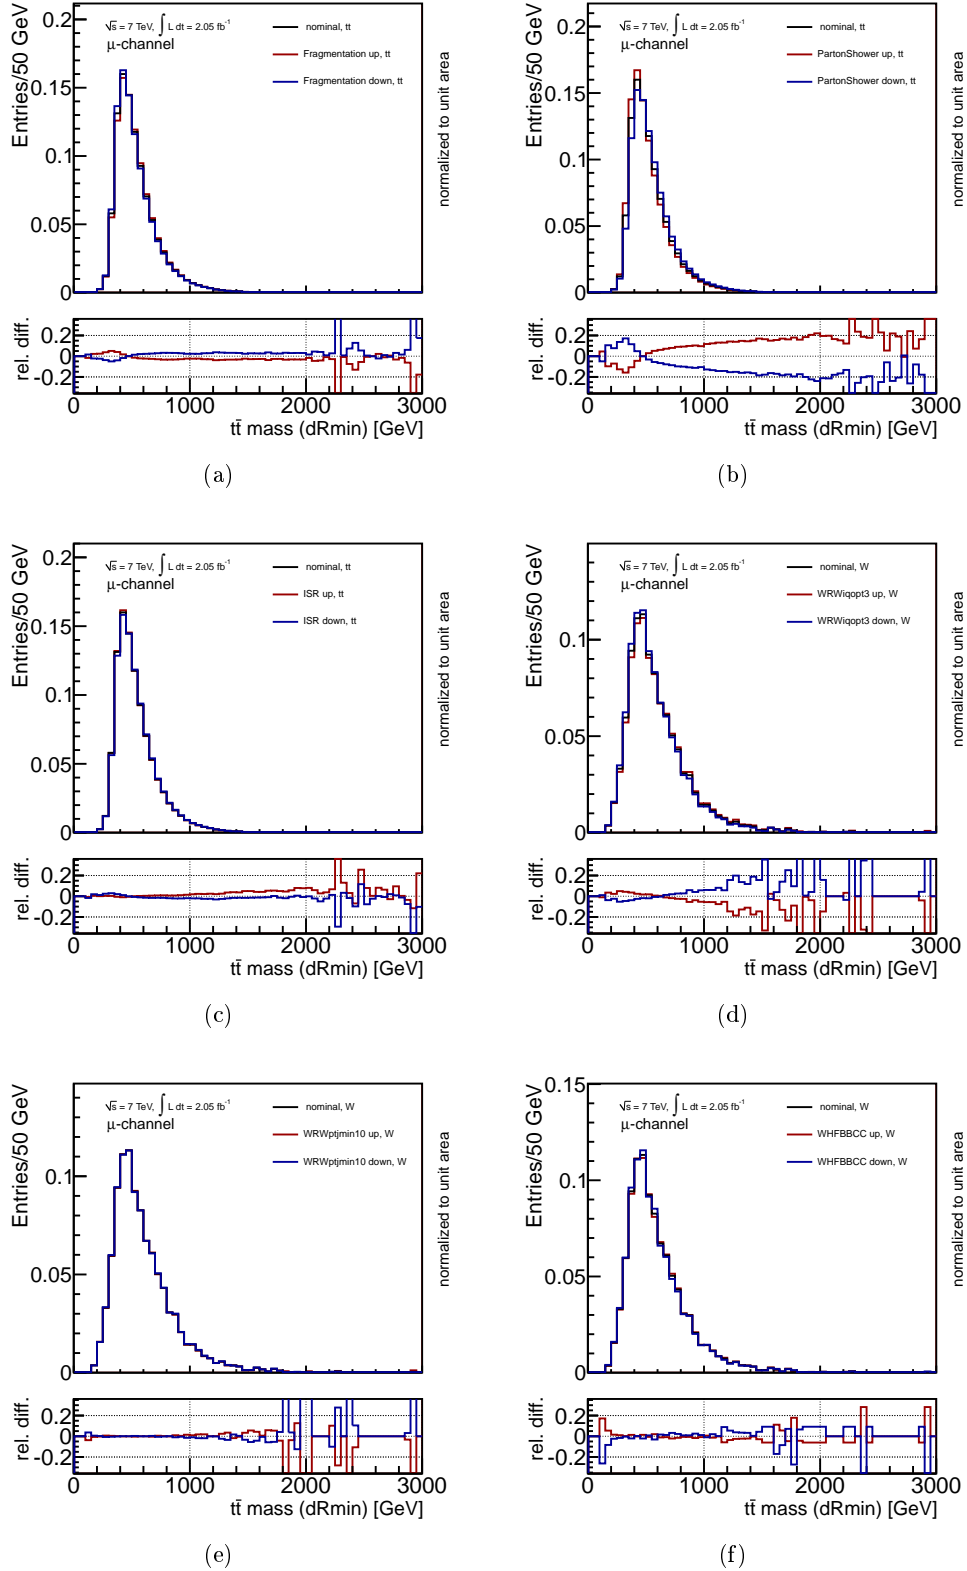 √s = 7 TeV, ∫ L dt = 2.05 fb⁻¹
μ-channel
nominal, tt
Fragmentation up, tt
Fragmentation down, tt
Entries/50 GeV
normalized to unit area
0.2
0.15
0.1
0.05
0
rel. diff.
0.2
0
-0.2
0 1000 2000 3000
tt̄ mass (dRmin) [GeV]
(a)
√s = 7 TeV, ∫ L dt = 2.05 fb⁻¹
μ-channel
nominal, tt
PartonShower up, tt
PartonShower down, tt
Entries/50 GeV
normalized to unit area
0.2
0.15
0.1
0.05
0
rel. diff.
0.2
0
-0.2
0 1000 2000 3000
tt̄ mass (dRmin) [GeV]
(b)
√s = 7 TeV, ∫ L dt = 2.05 fb⁻¹
μ-channel
nominal, tt
ISR up, tt
ISR down, tt
Entries/50 GeV
normalized to unit area
0.2
0.15
0.1
0.05
0
rel. diff.
0.2
0
-0.2
0 1000 2000 3000
tt̄ mass (dRmin) [GeV]
(c)
√s = 7 TeV, ∫ L dt = 2.05 fb⁻¹
μ-channel
nominal, W
WRWiqopt3 up, W
WRWiqopt3 down, W
Entries/50 GeV
normalized to unit area
0.1
0.05
0
rel. diff.
0.2
0
-0.2
0 1000 2000 3000
tt̄ mass (dRmin) [GeV]
(d)
√s = 7 TeV, ∫ L dt = 2.05 fb⁻¹
μ-channel
nominal, W
WRWptjmin10 up, W
WRWptjmin10 down, W
Entries/50 GeV
normalized to unit area
0.1
0.05
0
rel. diff.
0.2
0
-0.2
0 1000 2000 3000
tt̄ mass (dRmin) [GeV]
(e)
√s = 7 TeV, ∫ L dt = 2.05 fb⁻¹
μ-channel
nominal, W
WHFBBCC up, W
WHFBBCC down, W
Entries/50 GeV
normalized to unit area
0.15
0.1
0.05
0
rel. diff.
0.2
0
-0.2
0 1000 2000 3000
tt̄ mass (dRmin) [GeV]
(f)